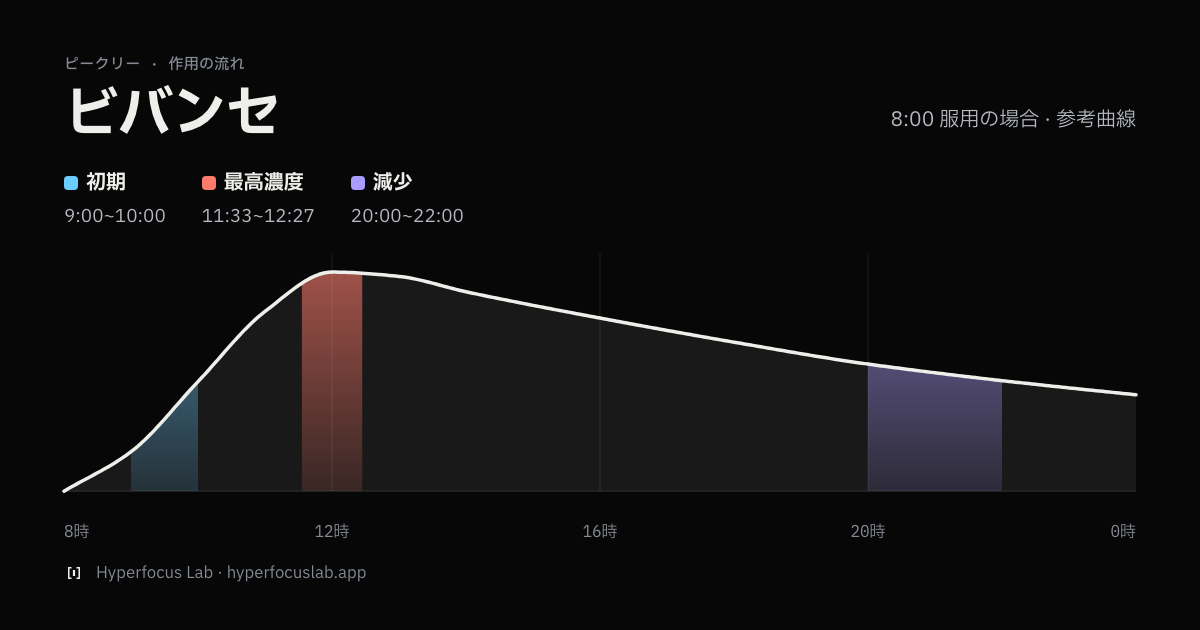 ピークリー · 作用の流れ
ビバンセ
8:00 服用の場合 · 参考曲線
初期 最高濃度 減少
9:00~10:00 11:33~12:27 20:00~22:00
8時 12時 16時 20時 0時
Hyperfocus Lab · hyperfocuslab.app